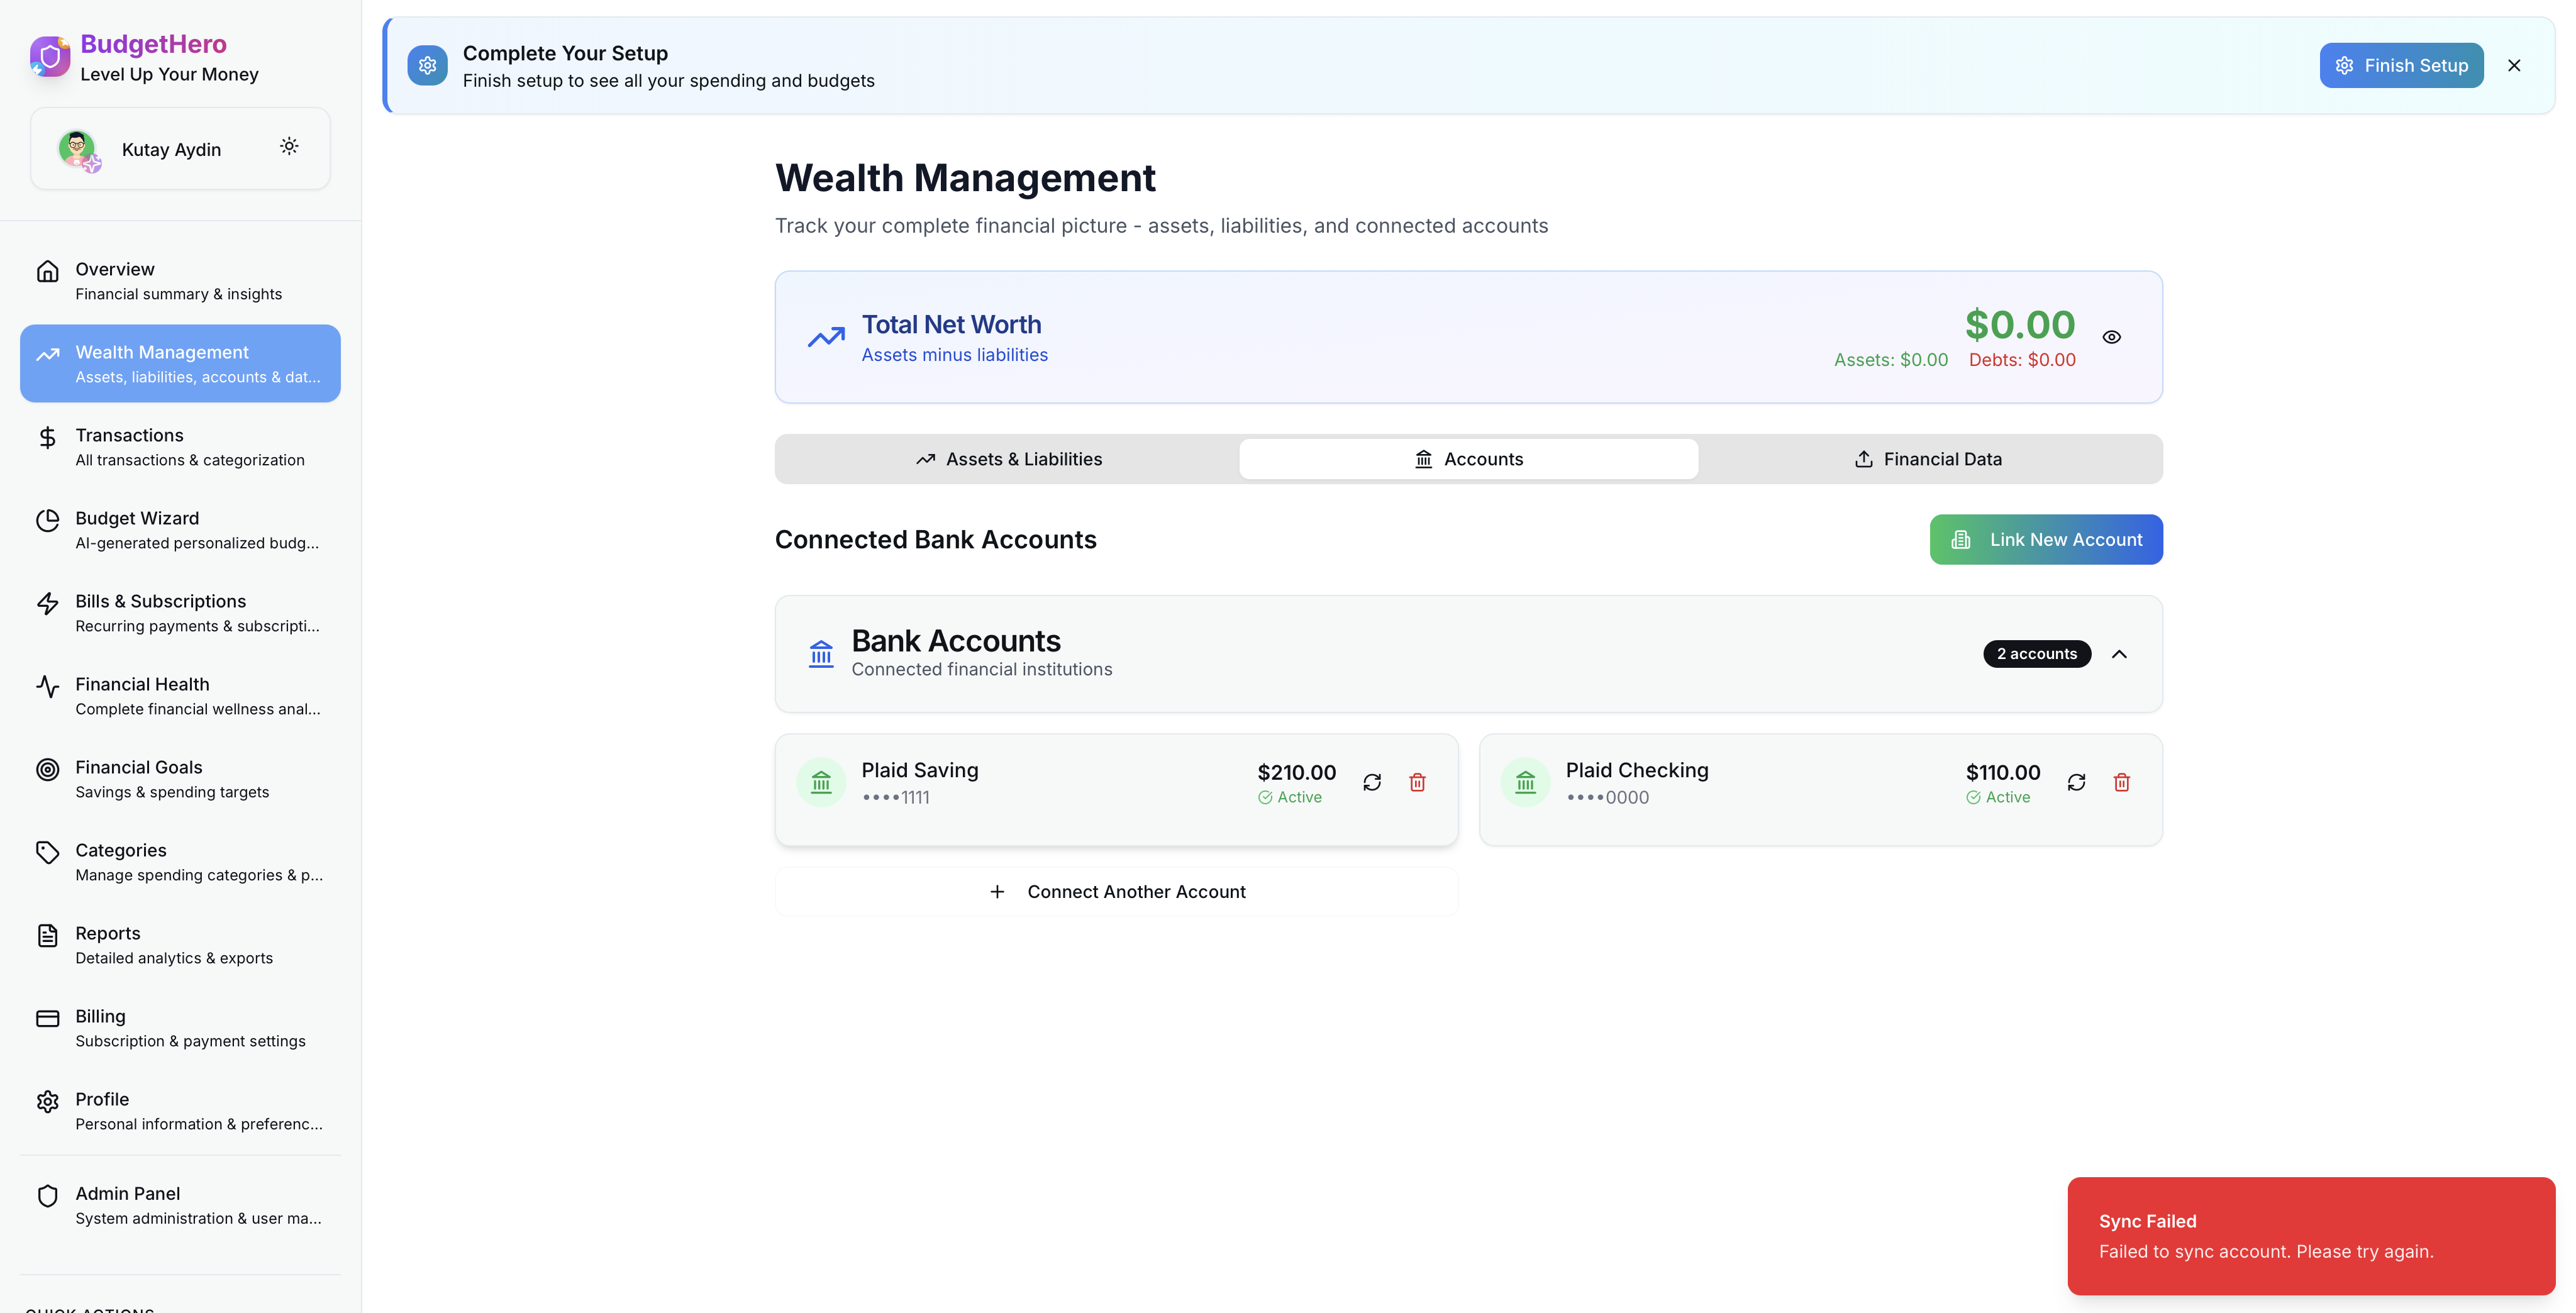 BudgetHero
Level Up Your Money
Kutay Aydin
Overview
Financial summary & insights
Wealth Management
Assets, liabilities, accounts & dat...
Transactions
All transactions & categorization
Budget Wizard
AI-generated personalized budg...
Bills & Subscriptions
Recurring payments & subscripti...
Financial Health
Complete financial wellness anal...
Financial Goals
Savings & spending targets
Categories
Manage spending categories & p...
Reports
Detailed analytics & exports
Billing
Subscription & payment settings
Profile
Personal information & preferenc...
Admin Panel
System administration & user ma...
QUICK ACTIONS
Complete Your Setup
Finish setup to see all your spending and budgets
Finish Setup
Wealth Management
Track your complete financial picture - assets, liabilities, and connected accounts
Total Net Worth
Assets minus liabilities
$0.00
Assets: $0.00 Debts: $0.00
Assets & Liabilities
Accounts
Financial Data
Connected Bank Accounts
Link New Account
Bank Accounts
Connected financial institutions
2 accounts
Plaid Saving
••••1111
$210.00
Active
Plaid Checking
••••0000
$110.00
Active
Connect Another Account
Sync Failed
Failed to sync account. Please try again.